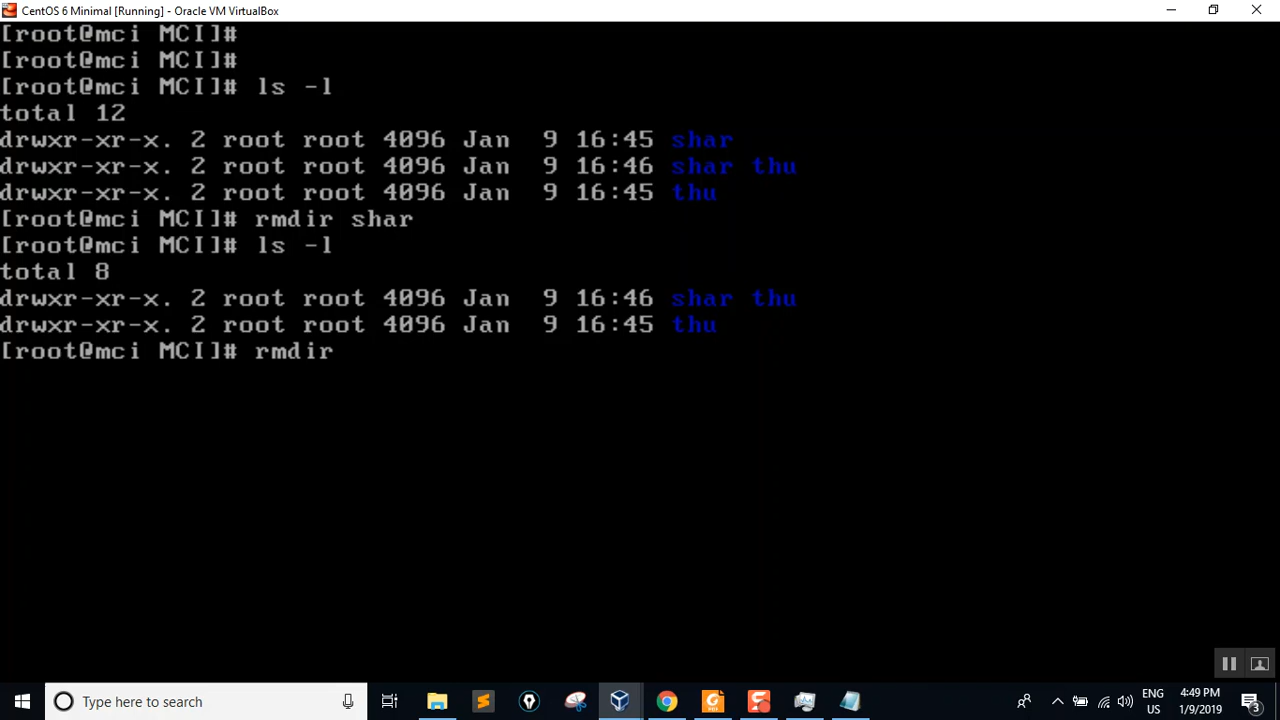 CentOS 6 Minimal [Running] - Oracle VM VirtualBox
[root@mci MCI]#
[root@mci MCI]#
[root@mci MCI]# ls -l
total 12
drwxr-xr-x. 2 root root 4096 Jan  9 16:45 shar
drwxr-xr-x. 2 root root 4096 Jan  9 16:46 shar thu
drwxr-xr-x. 2 root root 4096 Jan  9 16:45 thu
[root@mci MCI]# rmdir shar
[root@mci MCI]# ls -l
total 8
drwxr-xr-x. 2 root root 4096 Jan  9 16:46 shar thu
drwxr-xr-x. 2 root root 4096 Jan  9 16:45 thu
[root@mci MCI]# rmdir
Type here to search
ENG
US
4:49 PM
1/9/2019
3